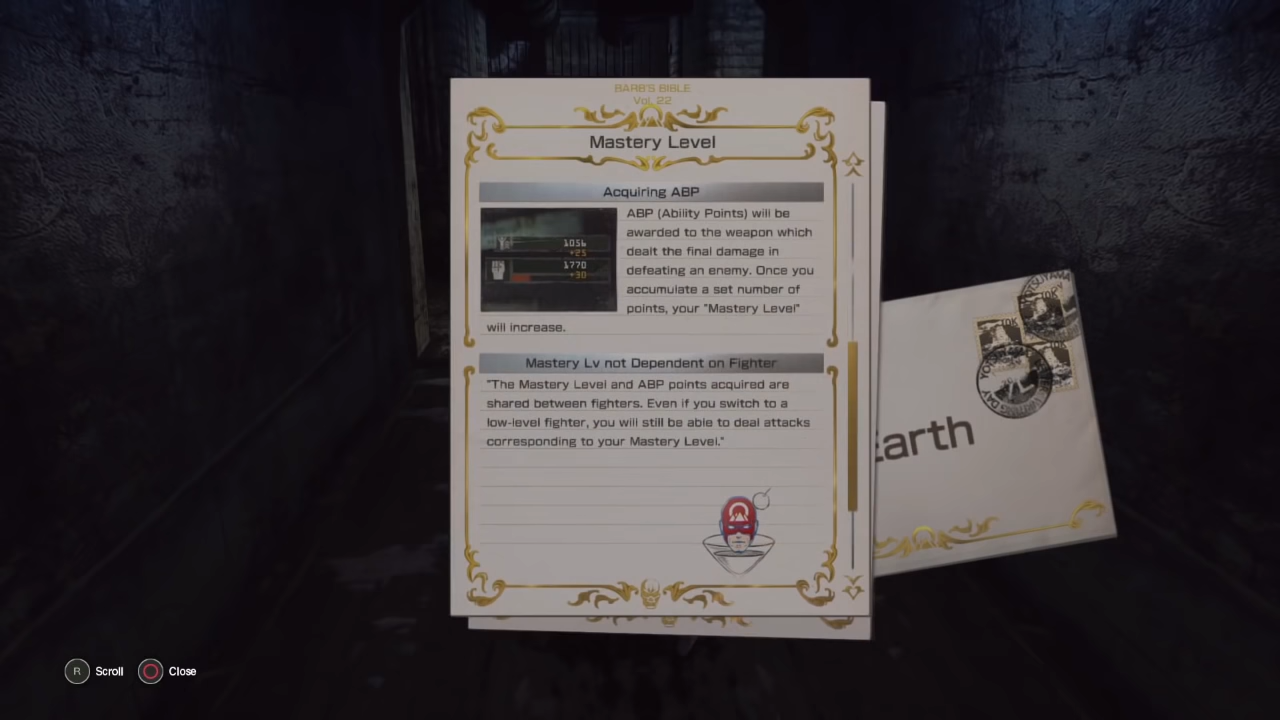 BARB'S BIBLE
Vol. 22
Mastery Level
Acquiring ABP
1056
+25
1770
+30
ABP (Ability Points) will be
awarded to the weapon which
dealt the final damage in
defeating an enemy. Once you
accumulate a set number of
points, your "Mastery Level"
will increase.
Mastery Lv not Dependent on Fighter
"The Mastery Level and ABP points acquired are
shared between fighters. Even if you switch to a
low-level fighter, you will still be able to deal attacks
corresponding to your Mastery Level."
Earth
R Scroll Close